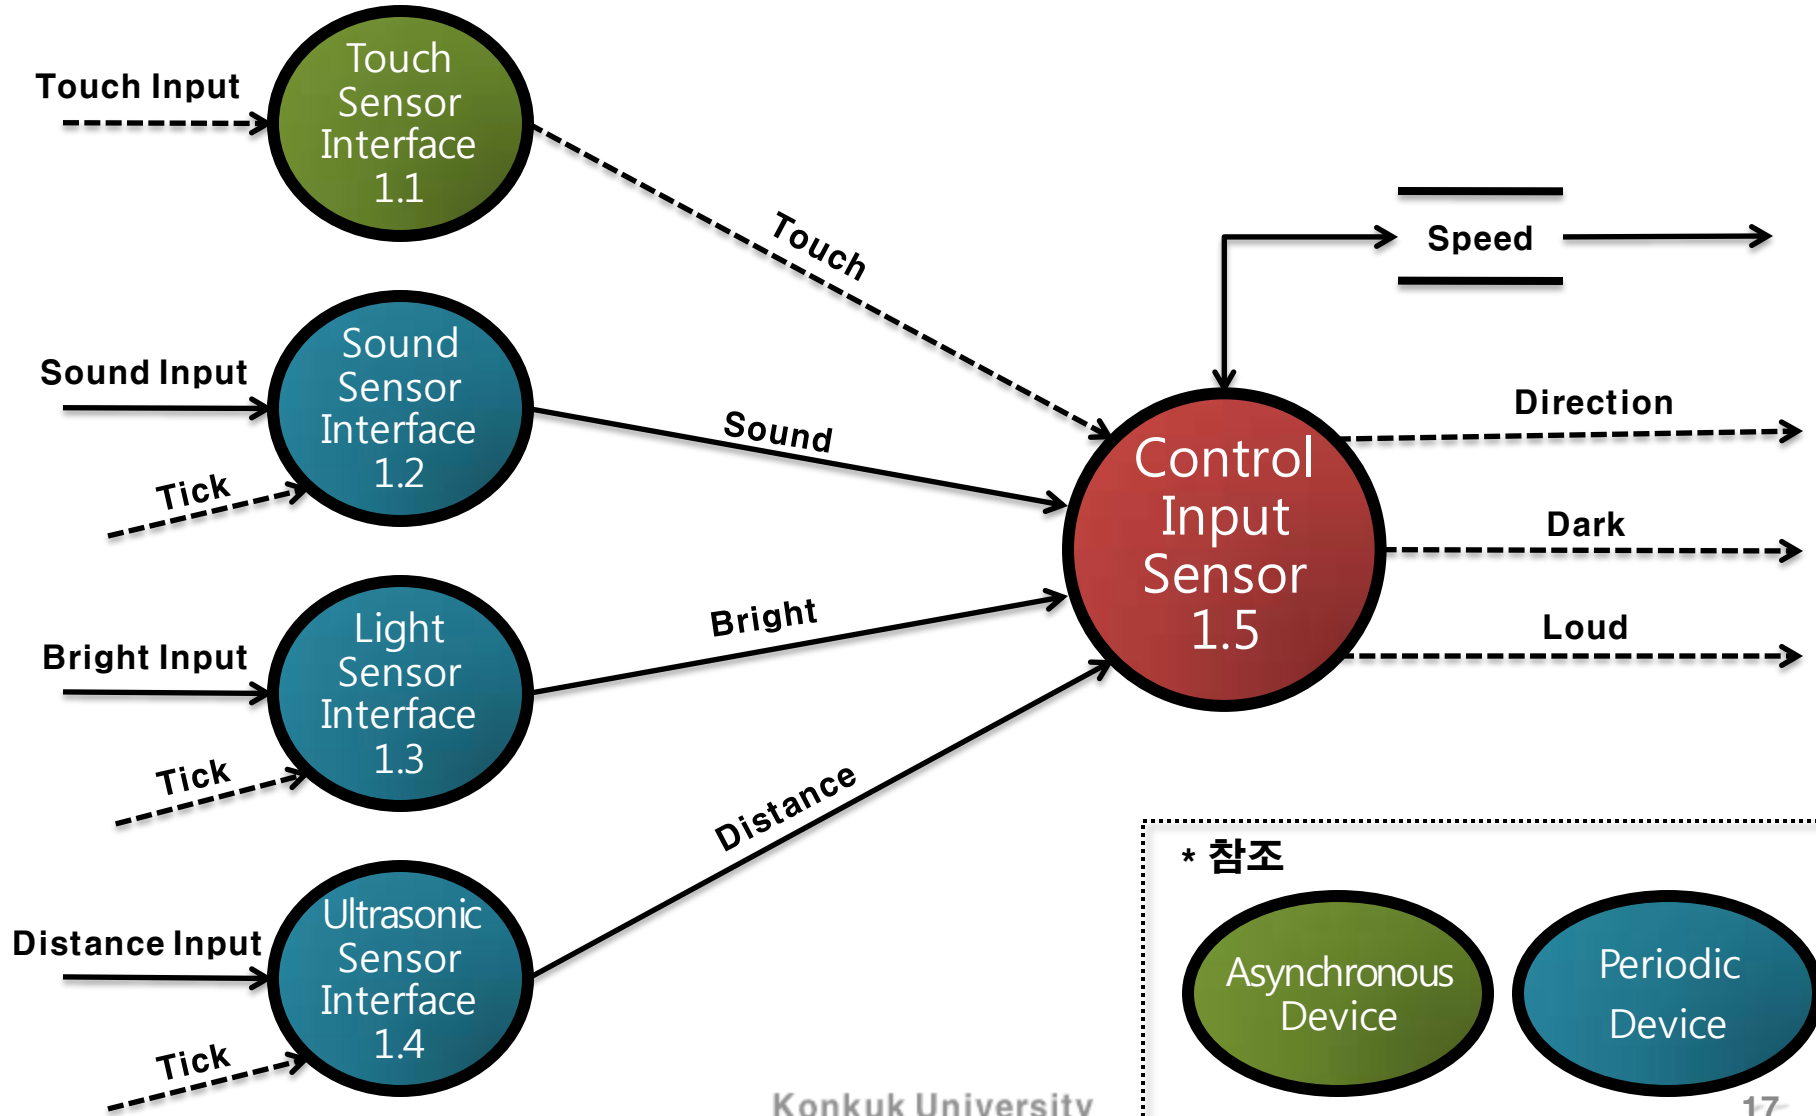 Touch Input
Touch
Sensor
Interface
1.1
Touch
Speed
Sound Input
Sound
Sensor
Interface
1.2
Tick
Sound
Direction
Control
Input
Sensor
1.5
Dark
Loud
Bright Input
Light
Sensor
Interface
1.3
Tick
Bright
Distance
Distance Input
Ultrasonic
Sensor
Interface
1.4
Tick
* 참조
Asynchronous
Device
Periodic
Device
Konkuk University
17